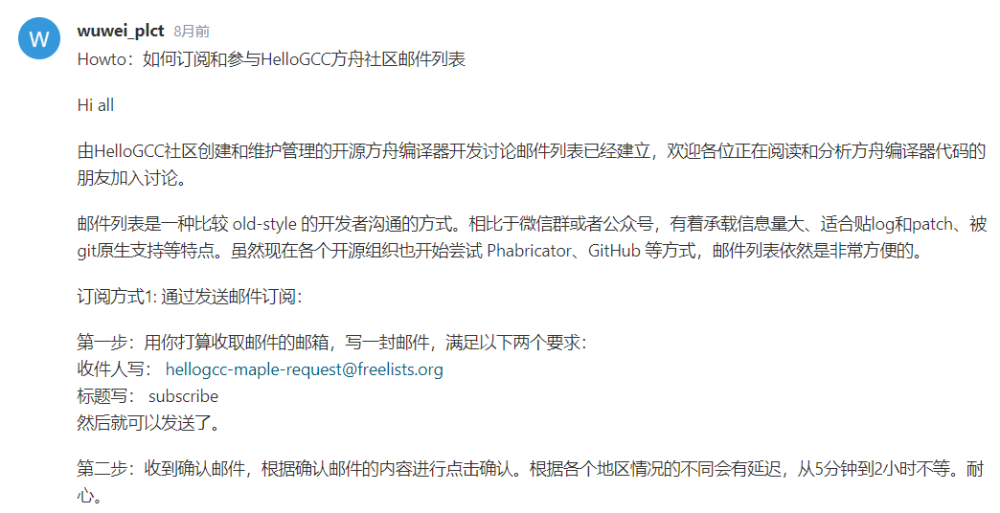 W
wuwei_plct 8月前
Howto：如何订阅和参与HelloGCC方舟社区邮件列表
Hi all
由HelloGCC社区创建和维护管理的开源方舟编译器开发讨论邮件列表已经建立，欢迎各位正在阅读和分析方舟编译器代码的
朋友加入讨论。
邮件列表是一种比较 old-style 的开发者沟通的方式。相比于微信群或者公众号，有着承载信息量大、适合贴log和patch、被
git原生支持等特点。虽然现在各个开源组织也开始尝试 Phabricator、GitHub 等方式，邮件列表依然是非常方便的。
订阅方式1: 通过发送邮件订阅：
第一步：用你打算收取邮件的邮箱，写一封邮件，满足以下两个要求：
收件人写： hellogcc-maple-request@freelists.org
标题写： subscribe
然后就可以发送了。
第二步：收到确认邮件，根据确认邮件的内容进行点击确认。根据各个地区情况的不同会有延迟，从5分钟到2小时不等。耐
心。